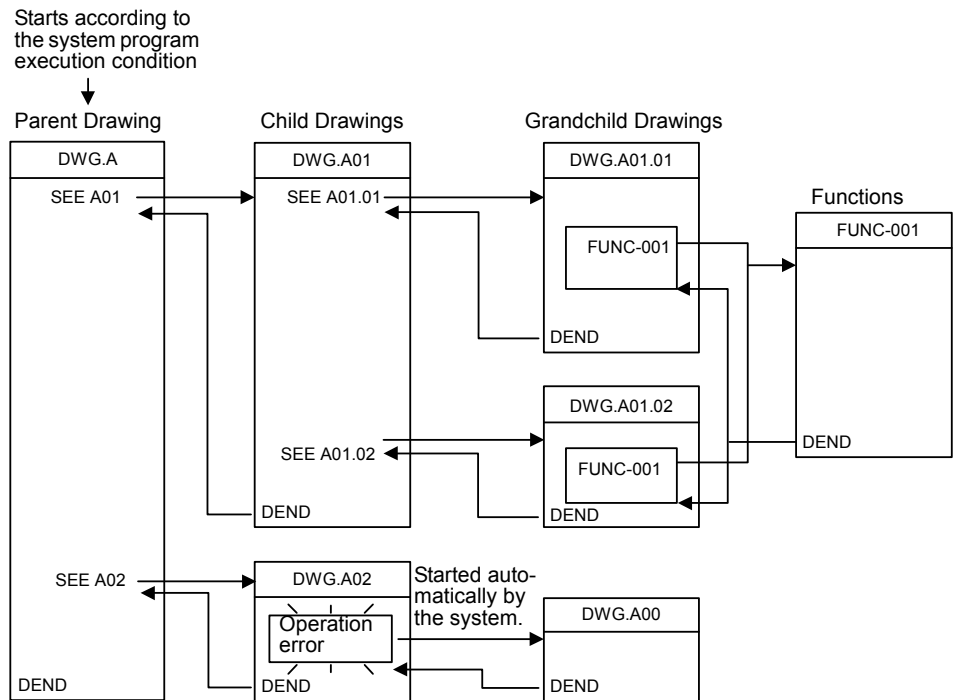 Starts according to
the system program
execution condition
Parent Drawing
Child Drawings
Grandchild Drawings
Functions
DWG.A
SEE A01
SEE A02
DEND
DWG.A01
SEE A01.01
SEE A01.02
DEND
DWG.A01.01
FUNC-001
DEND
DWG.A01.02
FUNC-001
DEND
FUNC-001
DEND
DWG.A02
Operation
error
DEND
Started auto-
matically by
the system.
DWG.A00
DEND